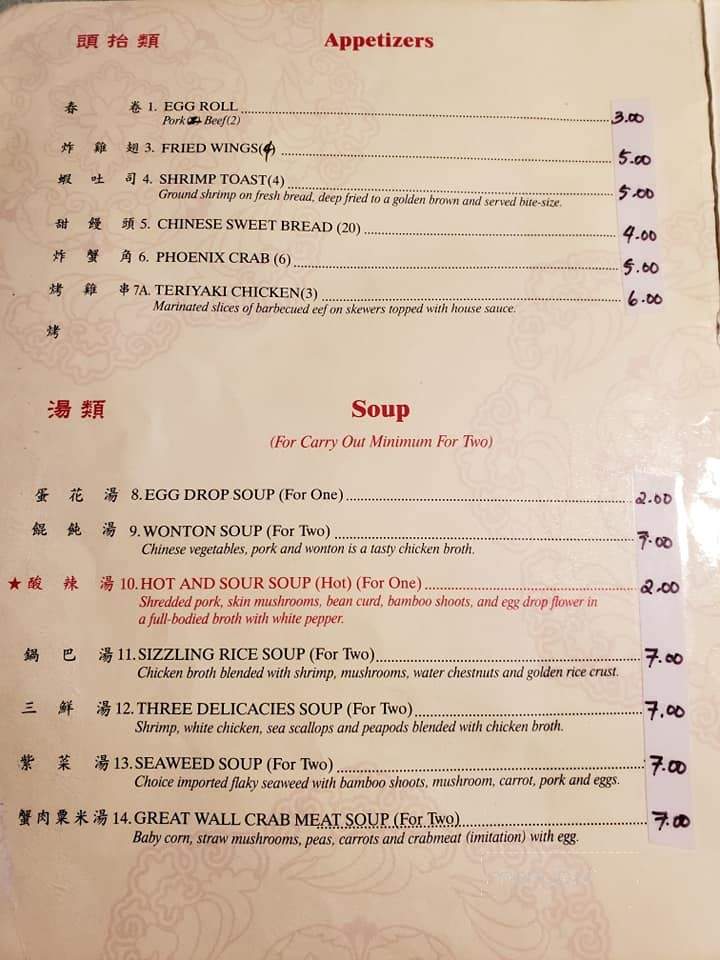 頭抬類 Appetizers
春 卷 1. EGG ROLL 3.00
Pork Beef(2)
炸 雞 翅 3. FRIED WINGS(4) 5.00
蝦 吐 司 4. SHRIMP TOAST(4) 5.00
Ground shrimp on fresh bread, deep fried to a golden brown and served bite-size.
甜 饅 頭 5. CHINESE SWEET BREAD (20) 4.00
炸 蟹 角 6. PHOENIX CRAB (6) 5.00
烤 雞 串 7A. TERIYAKI CHICKEN(3) 6.00
Marinated slices of barbecued eef on skewers topped with house sauce.
烤
湯 類 Soup
(For Carry Out Minimum For Two)
蛋 花 湯 8. EGG DROP SOUP (For One) 2.00
餛 飩 湯 9. WONTON SOUP (For Two) 7.00
Chinese vegetables, pork and wonton is a tasty chicken broth.
★ 酸 辣 湯 10. HOT AND SOUR SOUP (Hot) (For One) 2.00
Shredded pork, skin mushrooms, bean curd, bamboo shoots, and egg drop flower in
a full-bodied broth with white pepper.
鍋 巴 湯 11. SIZZLING RICE SOUP (For Two) 7.00
Chicken broth blended with shrimp, mushrooms, water chestnuts and golden rice crust.
三 鮮 湯 12. THREE DELICACIES SOUP (For Two) 7.00
Shrimp, white chicken, sea scallops and peapods blended with chicken broth.
紫 菜 湯 13. SEAWEED SOUP (For Two) 7.00
Choice imported flaky seaweed with bamboo shoots, mushroom, carrot, pork and eggs.
蟹肉粟米湯 14. GREAT WALL CRAB MEAT SOUP (For Two) 7.00
Baby corn, straw mushrooms, peas, carrots and crabmeat (imitation) with egg.